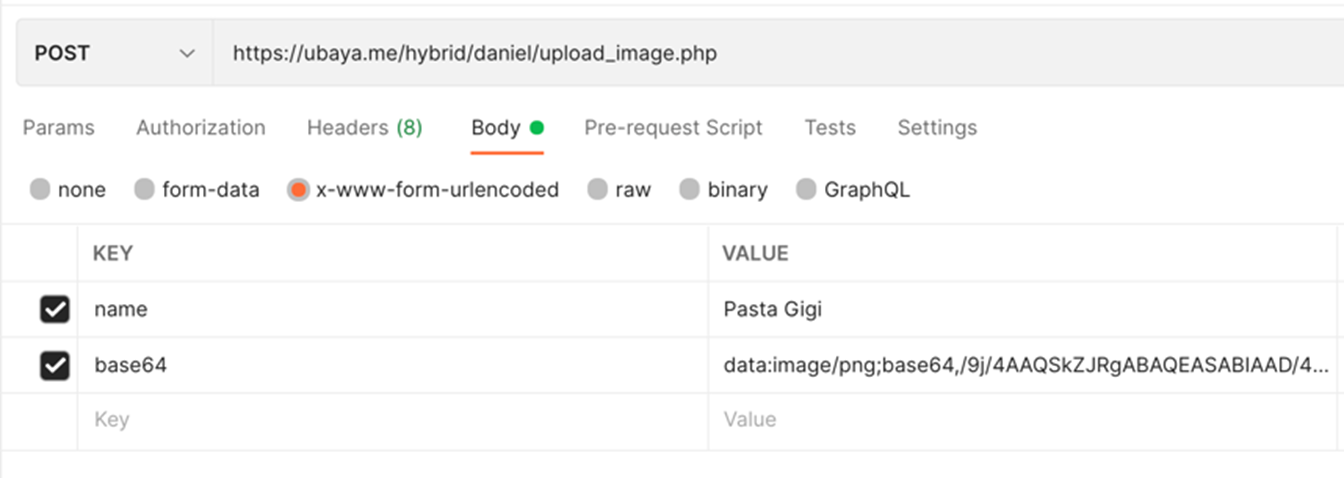 POST https://ubaya.me/hybrid/daniel/upload_image.php
Params Authorization Headers (8) Body Pre-request Script Tests Settings
none form-data x-www-form-urlencoded raw binary GraphQL
KEY VALUE
name Pasta Gigi
base64 data:image/png;base64,/9j/4AAQSkZJRgABAQEASABIAAD/4...
Key Value